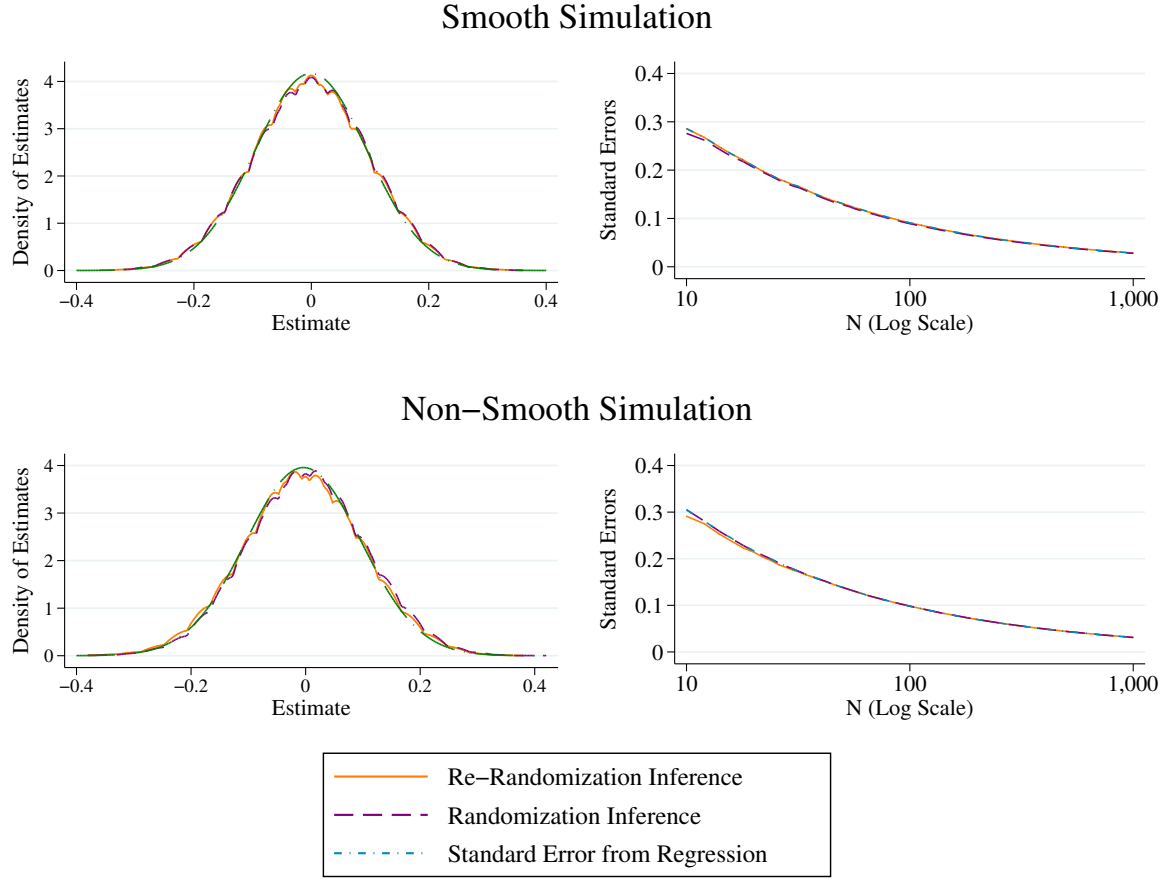 Smooth Simulation
Density of Estimates
4
3
2
1
0
−0.4 −0.2 0 0.2 0.4
Estimate
Standard Errors
0.4
0.3
0.2
0.1
0
10 100 1,000
N (Log Scale)
Non−Smooth Simulation
Density of Estimates
4
3
2
1
0
−0.4 −0.2 0 0.2 0.4
Estimate
Standard Errors
0.4
0.3
0.2
0.1
0
10 100 1,000
N (Log Scale)
Re−Randomization Inference
Randomization Inference
Standard Error from Regression